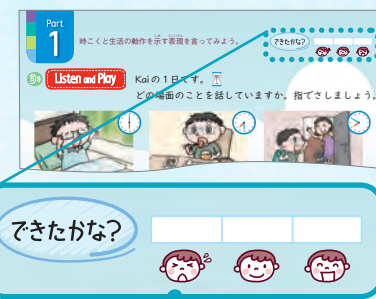 Part
1
時こくと生活の動作を示す表現を言ってみよう。
できたかな?
Listen and Play
Kaiの1日です。
どの場面のことを話していますか。指でさしましょう。
できたかな?